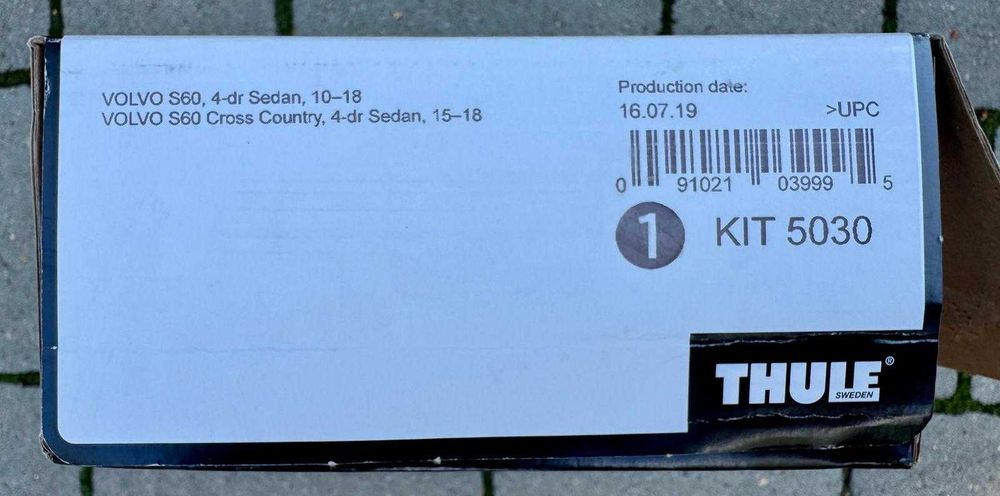 VOLVO S60, 4-dr Sedan, 10–18
VOLVO S60 Cross Country, 4-dr Sedan, 15–18
Production date:
16.07.19 >UPC
0 91021 03999 5
1 KIT 5030
THULE®
SWEDEN